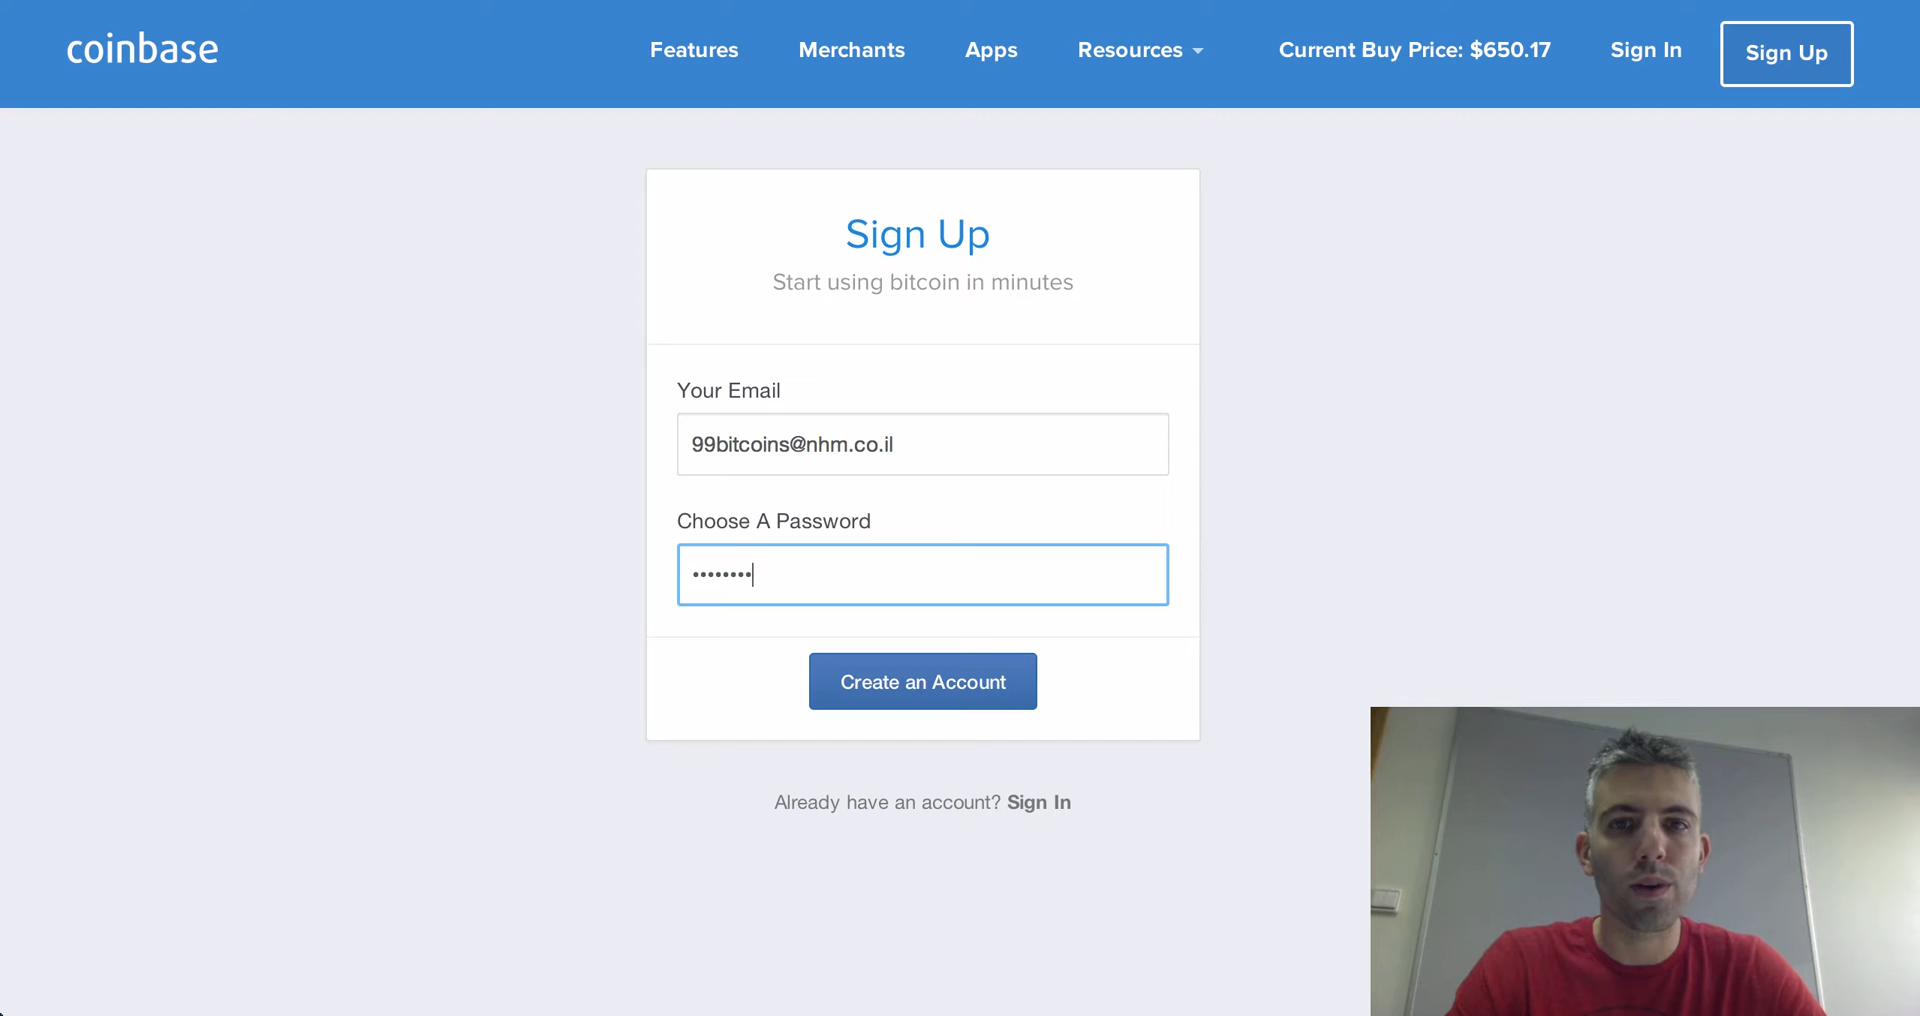 coinbase
Features Merchants Apps Resources Current Buy Price: $650.17 Sign In Sign Up
Sign Up
Start using bitcoin in minutes
Your Email
99bitcoins@nhm.co.il
Choose A Password
••••••••
Create an Account
Already have an account? Sign In